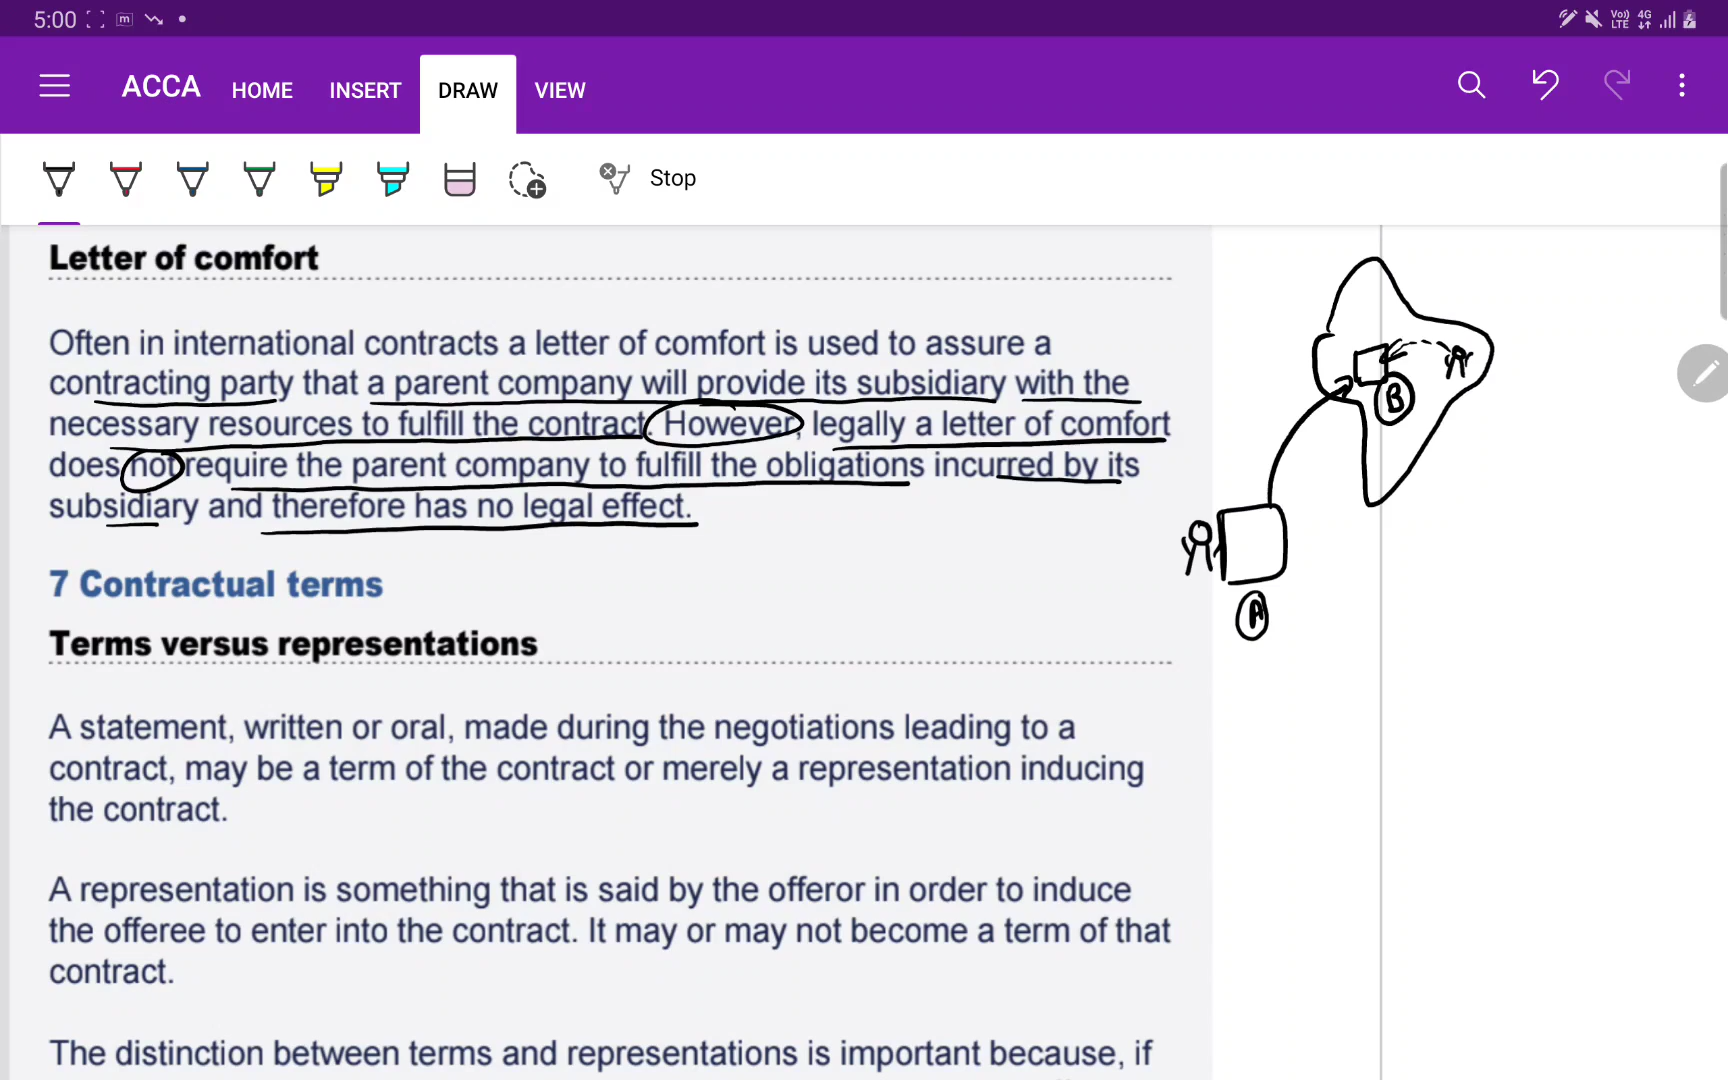 5:00
Vo)) LTE 4G
ACCA HOME INSERT DRAW VIEW
Stop
Letter of comfort
Often in international contracts a letter of comfort is used to assure a
contracting party that a parent company will provide its subsidiary with the
necessary resources to fulfill the contract. However, legally a letter of comfort
does not require the parent company to fulfill the obligations incurred by its
subsidiary and therefore has no legal effect.
B
A
7 Contractual terms
Terms versus representations
A statement, written or oral, made during the negotiations leading to a
contract, may be a term of the contract or merely a representation inducing
the contract.
A representation is something that is said by the offeror in order to induce
the offeree to enter into the contract. It may or may not become a term of that
contract.
The distinction between terms and representations is important because, if